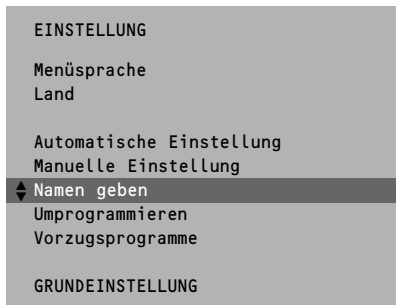 EINSTELLUNG
Menüsprache
Land
Automatische Einstellung
Manuelle Einstellung
Namen geben
Umprogrammieren
Vorzugsprogramme
GRUNDEINSTELLUNG